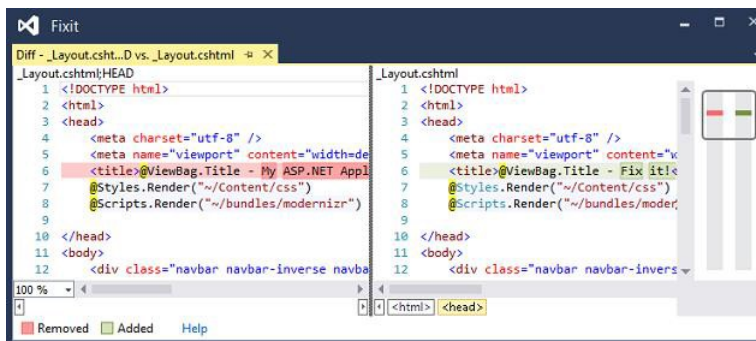 Fixit
Diff - _Layout.csht...D vs. _Layout.cshtml
_Layout.cshtml;HEAD
1 <!DOCTYPE html>
2 <html>
3 <head>
4 <meta charset="utf-8" />
5 <meta name="viewport" content="width=de
6 <title>@ViewBag.Title - My ASP.NET Appl
7 @Styles.Render("~/Content/css")
8 @Scripts.Render("~/bundles/modernizr")
9
10 </head>
11 <body>
12 <div class="navbar navbar-inverse navba
100 %
_Layout.cshtml
1 <!DOCTYPE html>
2 <html>
3 <head>
4 <meta charset="utf-8" />
5 <meta name="viewport" content="w
6 <title>@ViewBag.Title - Fix it!<
7 @Styles.Render("~/Content/css")
8 @Scripts.Render("~/bundles/moder
9
10 </head>
11 <body>
12 <div class="navbar navbar-invers
<html> <head>
Removed Added Help